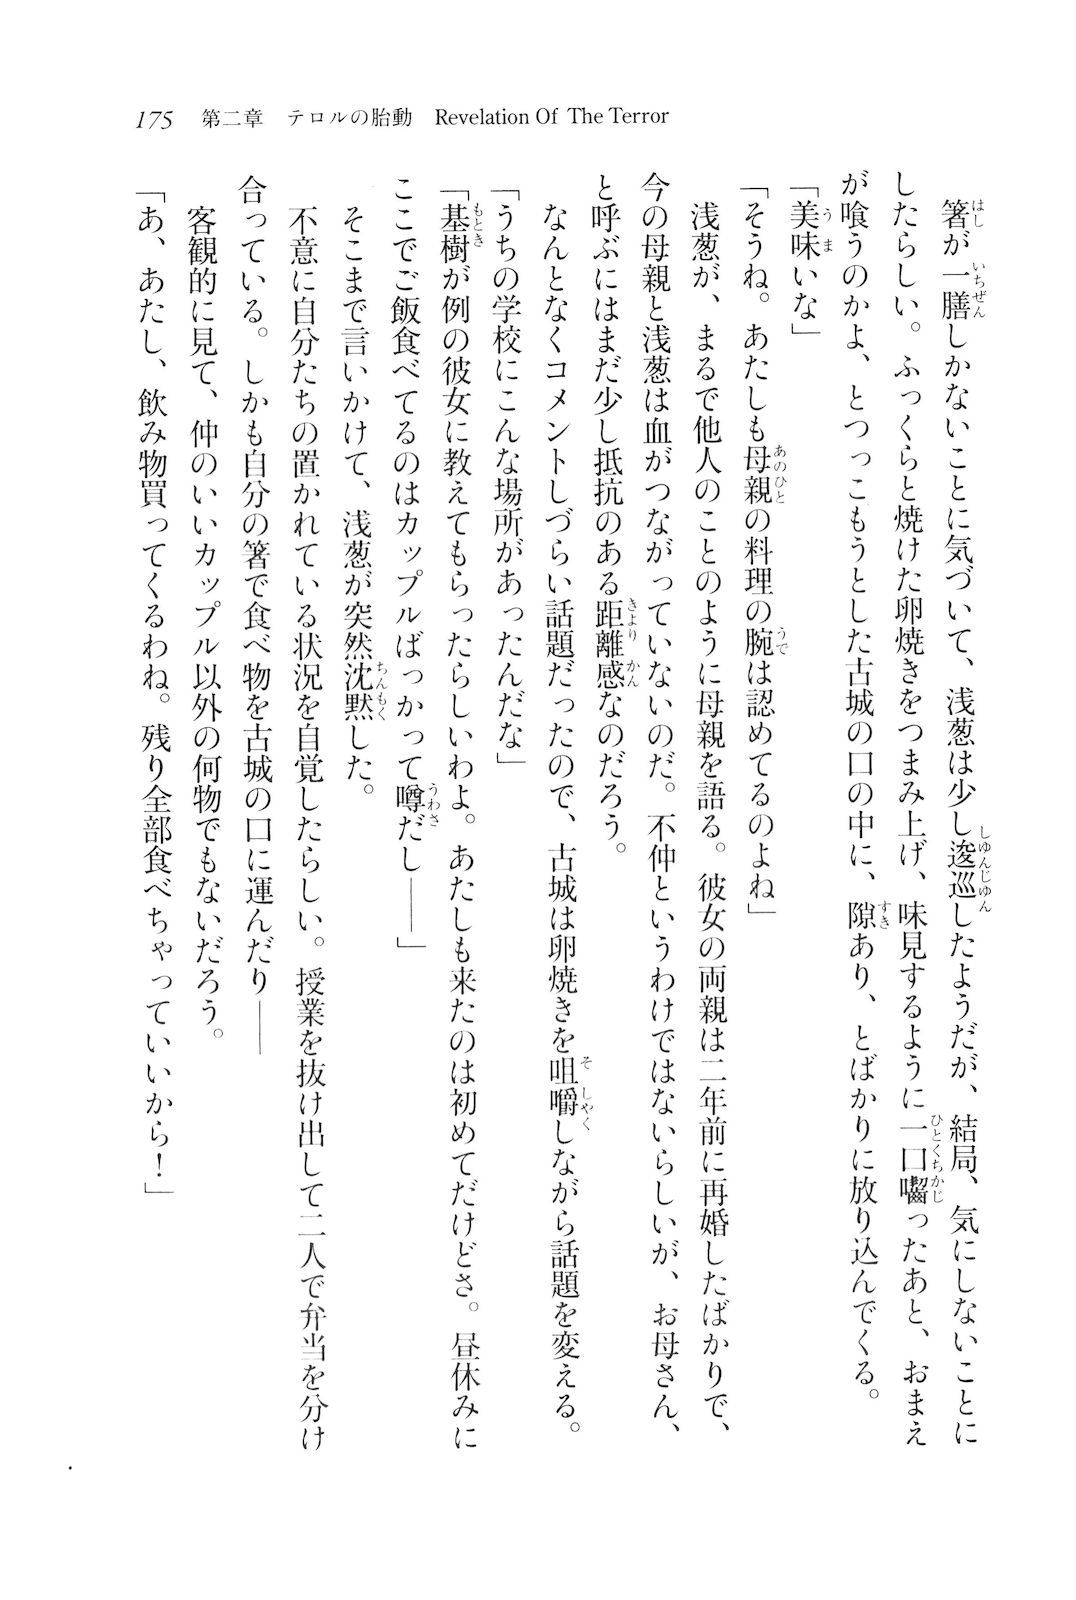 175　第二章　テロルの胎動　Revelation Of The Terror
箸が一膳しかないことに気づいて、浅葱は少し逡巡したようだが、結局、気にしないことに
したらしい。ふっくらと焼けた卵焼きをつまみ上げ、味見するように一口囓ったあと、おまえ
が喰うのかよ、とつっこもうとした古城の口の中に、隙あり、とばかりに放り込んでくる。
「美味いな」
「そうね。あたしも母親の料理の腕は認めてるのよね」
浅葱が、まるで他人のことのように母親を語る。彼女の両親は二年前に再婚したばかりで、
今の母親と浅葱は血がつながっていないのだ。不仲というわけではないらしいが、お母さん、
と呼ぶにはまだ少し抵抗のある距離感なのだろう。
なんとなくコメントしづらい話題だったので、古城は卵焼きを咀嚼しながら話題を変える。
「うちの学校にこんな場所があったんだな」
「基樹が例の彼女に教えてもらったらしいわよ。あたしも来たのは初めてだけどさ。昼休みに
ここでご飯食べてるのはカップルばっかって噂だし――」
そこまで言いかけて、浅葱が突然沈黙した。
不意に自分たちの置かれている状況を自覚したらしい。授業を抜け出して二人で弁当を分け
合っている。しかも自分の箸で食べ物を古城の口に運んだり――
客観的に見て、仲のいいカップル以外の何物でもないだろう。
「あ、あたし、飲み物買ってくるわね。残り全部食べちゃっていいから！」